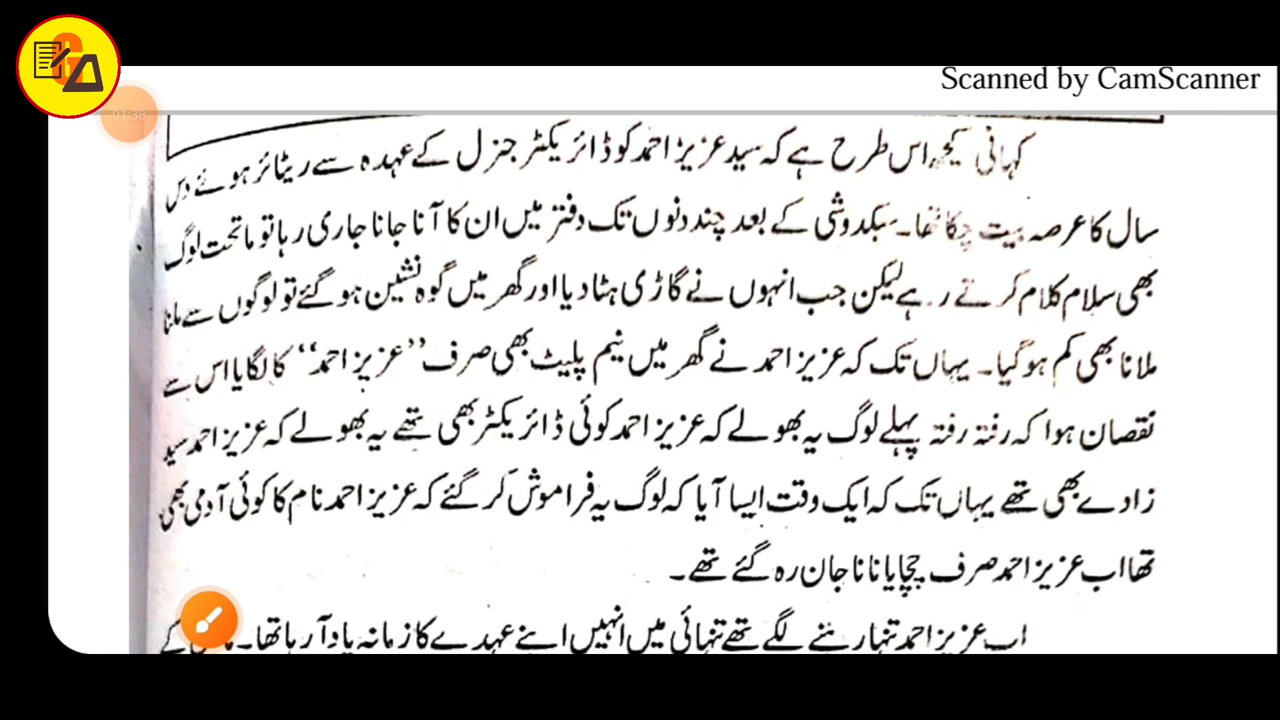 Scanned by CamScanner
01:38
کہانی کچھ اس طرح ہے کہ سید عزیز احمد کو ڈائریکٹر جنرل کے عہدہ سے ریٹائر ہوئے دس
سال کا عرصہ بیت چکا تھا۔ سبکدوشی کے بعد چند دنوں تک دفتر میں ان کا آنا جانا جاری رہا تو ماتحت لوگ
بھی سلام کلام کرتے رہے لیکن جب انہوں نے گاڑی ہٹا دیا اور گھر میں گوہ نشین ہو گئے تو لوگوں سے ملنا
ملانا بھی کم ہو گیا۔ یہاں تک کہ عزیز احمد نے گھر میں نیم پلیٹ بھی صرف ”عزیز احمد“ کا لگایا اس سے
نقصان ہوا کہ رفتہ رفتہ پہلے لوگ یہ بھولے کہ عزیز احمد کوئی ڈائریکٹر بھی تھے یہ بھولے کہ عزیز احمد سید
زادے بھی تھے یہاں تک کہ ایک وقت ایسا آیا کہ لوگ یہ فراموش کر گئے کہ عزیز احمد نام کا کوئی آدمی بھی
تھا اب عزیز احمد صرف چچا یا نانا جان رہ گئے تھے۔
اب عزیز احمد تنہا رہنے لگے تھے تنہائی میں انہیں اپنے عہدے کا زمانہ یاد آ رہا تھا۔ کے